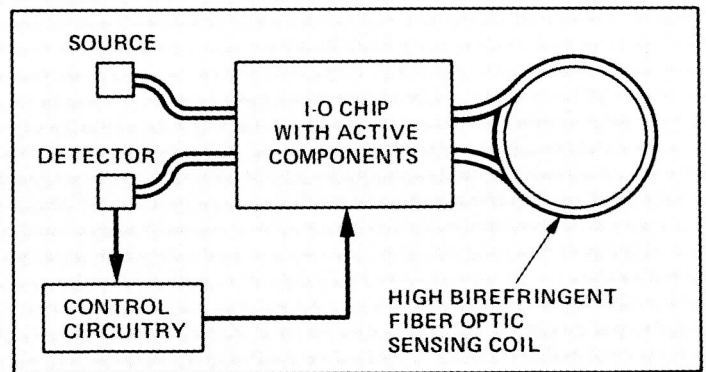 SOURCE
I-O CHIP
WITH ACTIVE
COMPONENTS
DETECTOR
CONTROL
CIRCUITRY
HIGH BIREFRINGENT
FIBER OPTIC
SENSING COIL